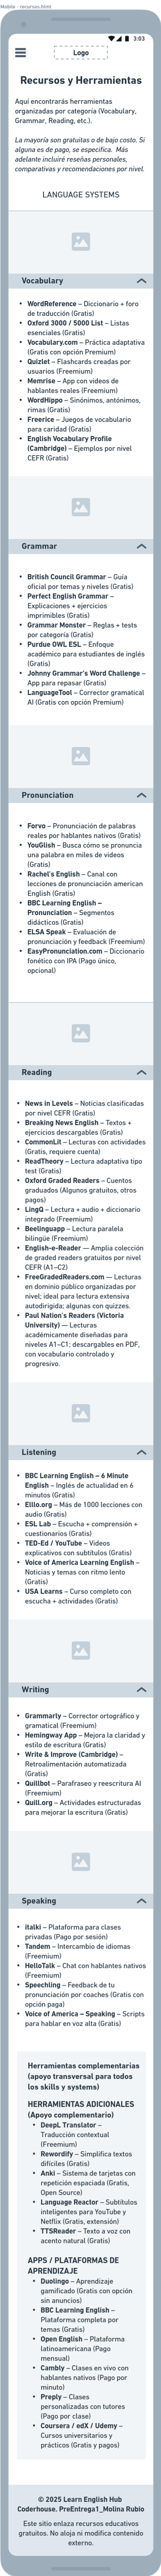 Mobile - recursos.html
3:03
Logo
Recursos y Herramientas
Aquí encontrarás herramientas
organizadas por categoría (Vocabulary,
Grammar, Reading, etc.).
La mayoría son gratuitas o de bajo costo. Si
alguna es de pago, se especifica. Más
adelante incluiré reseñas personales,
comparativas y recomendaciones por nivel.
LANGUAGE SYSTEMS
Vocabulary
• WordReference – Diccionario + foro
de traducción (Gratis)
• Oxford 3000 / 5000 List – Listas
esenciales (Gratis)
• Vocabulary.com – Práctica adaptativa
(Gratis con opción Premium)
• Quizlet – Flashcards creadas por
usuarios (Freemium)
• Memrise – App con videos de
hablantes reales (Freemium)
• WordHippo – Sinónimos, antónimos,
rimas (Gratis)
• Freerice – Juegos de vocabulario
para caridad (Gratis)
• English Vocabulary Profile
(Cambridge) – Ejemplos por nivel
CEFR (Gratis)
Grammar
• British Council Grammar – Guía
oficial por temas y niveles (Gratis)
• Perfect English Grammar –
Explicaciones + ejercicios
imprimibles (Gratis)
• Grammar Monster – Reglas + tests
por categoría (Gratis)
• Purdue OWL ESL – Enfoque
académico para estudiantes de inglés
(Gratis)
• Johnny Grammar's Word Challenge –
App para repasar (Gratis)
• LanguageTool – Corrector gramatical
AI (Gratis con opción Premium)
Pronunciation
• Forvo – Pronunciación de palabras
reales por hablantes nativos (Gratis)
• YouGlish – Busca cómo se pronuncia
una palabra en miles de videos
(Gratis)
• Rachel's English – Canal con
lecciones de pronunciación american
English (Gratis)
• BBC Learning English –
Pronunciation – Segmentos
didácticos (Gratis)
• ELSA Speak – Evaluación de
pronunciación y feedback (Freemium)
• EasyPronunciation.com – Diccionario
fonético con IPA (Pago único,
opcional)
Reading
• News in Levels – Noticias clasificadas
por nivel CEFR (Gratis)
• Breaking News English – Textos +
ejercicios descargables (Gratis)
• CommonLit – Lecturas con actividades
(Gratis, requiere cuenta)
• ReadTheory – Lectura adaptativa tipo
test (Gratis)
• Oxford Graded Readers – Cuentos
graduados (Algunos gratuitos, otros
pagos)
• LingQ – Lectura + audio + diccionario
integrado (Freemium)
• Beelinguapp – Lectura paralela
bilingüe (Freemium)
• English-e-Reader — Amplia colección
de graded readers gratuitos por nivel
CEFR (A1–C2)
• FreeGradedReaders.com — Lecturas
en dominio público organizadas por
nivel; ideal para lectura extensiva
autodirigida; algunas con quizzes.
• Paul Nation's Readers (Victoria
University) — Lecturas
académicamente diseñadas para
niveles A1–C1; descargables en PDF,
con vocabulario controlado y
progresivo.
Listening
• BBC Learning English – 6 Minute
English – Inglés de actualidad en 6
minutos (Gratis)
• Elllo.org – Más de 1000 lecciones con
audio (Gratis)
• ESL Lab – Escucha + comprensión +
cuestionarios (Gratis)
• TED-Ed / YouTube – Videos
explicativos con subtítulos (Gratis)
• Voice of America Learning English –
Noticias y temas con ritmo lento
(Gratis)
• USA Learns – Curso completo con
escucha + actividades (Gratis)
Writing
• Grammarly – Corrector ortográfico y
gramatical (Freemium)
• Hemingway App – Mejora la claridad y
estilo de escritura (Gratis)
• Write & Improve (Cambridge) –
Retroalimentación automatizada
(Gratis)
• Quillbot – Parafraseo y reescritura AI
(Freemium)
• Quill.org – Actividades estructuradas
para mejorar la escritura (Gratis)
Speaking
• italki – Plataforma para clases
privadas (Pago por sesión)
• Tandem – Intercambio de idiomas
(Freemium)
• HelloTalk – Chat con hablantes nativos
(Freemium)
• Speechling – Feedback de tu
pronunciación por coaches (Gratis con
opción paga)
• Voice of America – Speaking – Scripts
para hablar en voz alta (Gratis)
Herramientas complementarias
(apoyo transversal para todos
los skills y systems)
HERRAMIENTAS ADICIONALES
(Apoyo complementario)
• DeepL Translator –
Traducción contextual
(Freemium)
• Rewordify – Simplifica textos
difíciles (Gratis)
• Anki – Sistema de tarjetas con
repetición espaciada (Gratis,
Open Source)
• Language Reactor – Subtítulos
inteligentes para YouTube y
Netflix (Gratis, extensión)
• TTSReader – Texto a voz con
acento natural (Gratis)
APPS / PLATAFORMAS DE
APRENDIZAJE
• Duolingo – Aprendizaje
gamificado (Gratis con opción
sin anuncios)
• BBC Learning English –
Plataforma completa por
temas (Gratis)
• Open English – Plataforma
latinoamericana (Pago
mensual)
• Cambly – Clases en vivo con
hablantes nativos (Pago por
minuto)
• Preply – Clases
personalizadas con tutores
(Pago por clase)
• Coursera / edX / Udemy –
Cursos universitarios y
prácticos (Gratis y pagos)
© 2025 Learn English Hub
Coderhouse. PreEntrega1_Molina Rubio
Este sitio enlaza recursos educativos
gratuitos. No aloja ni modifica contenido
externo.